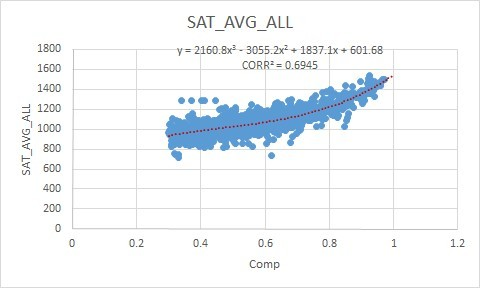 SAT_AVG_ALL
y = 2160.8x³ - 3055.2x² + 1837.1x + 601.68
CORR² = 0.6945
1800
1600
1400
1200
1000
800
600
400
200
0
SAT_AVG_ALL
0 0.2 0.4 0.6 0.8 1 1.2
Comp